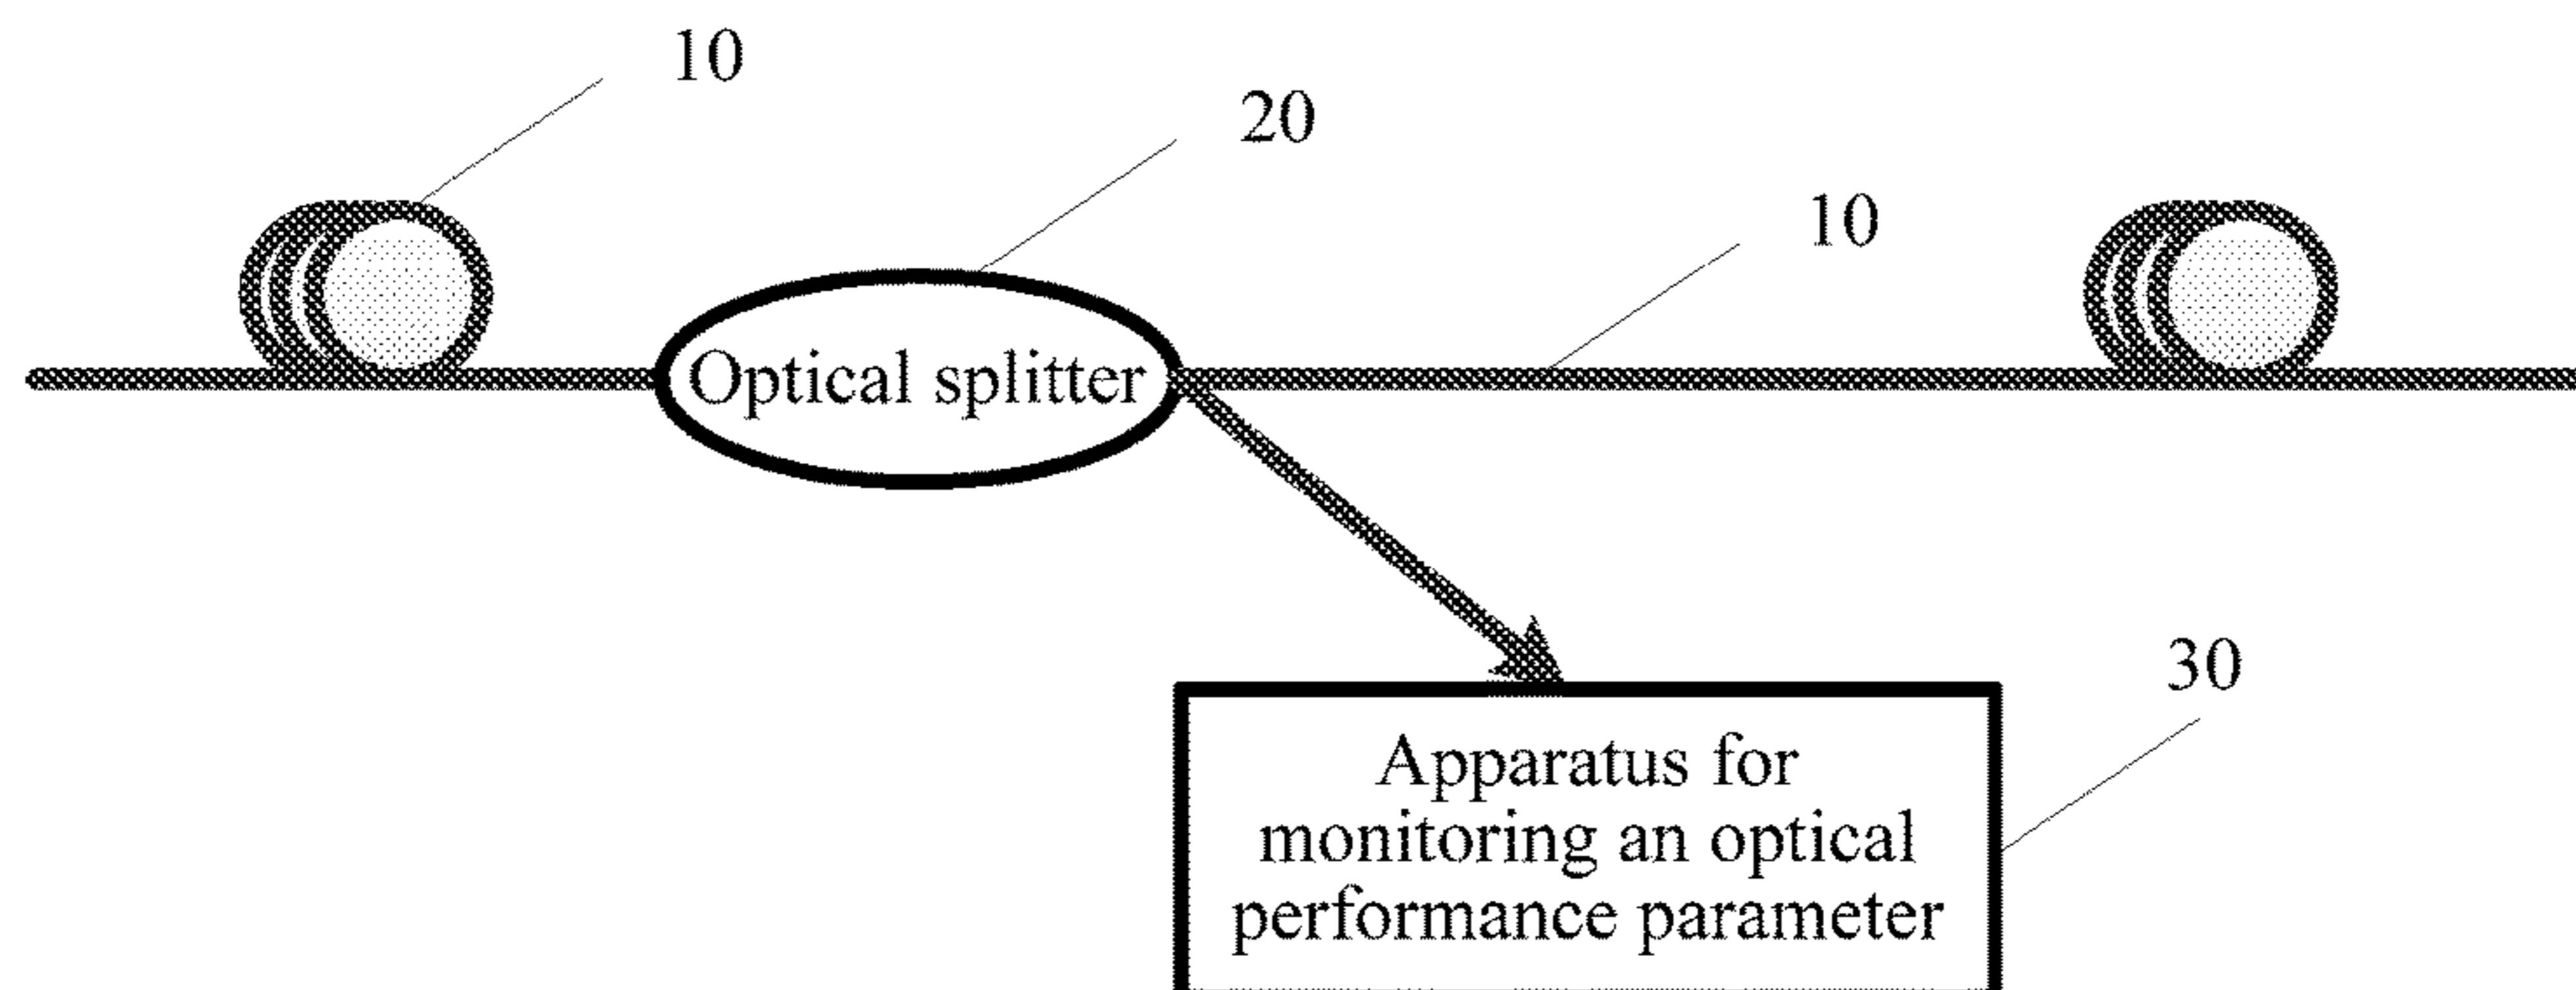 10
20
10
Optical splitter
30
Apparatus for
monitoring an optical
performance parameter